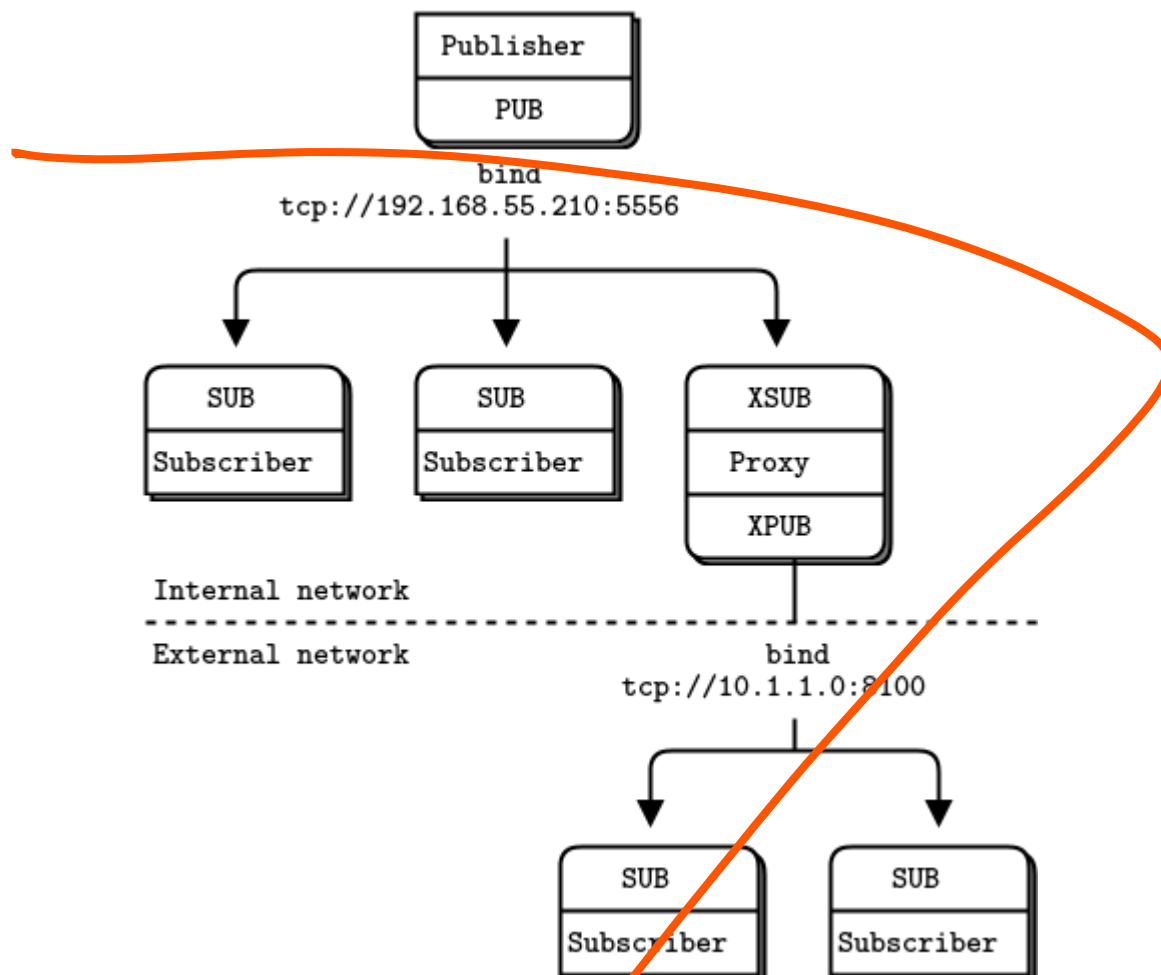 Publisher
PUB
bind
tcp://192.168.55.210:5556
SUB SUB XSUB
Subscriber Subscriber Proxy
XPUB
Internal network
External network bind
tcp://10.1.1.0:8100
SUB SUB
Subscriber Subscriber